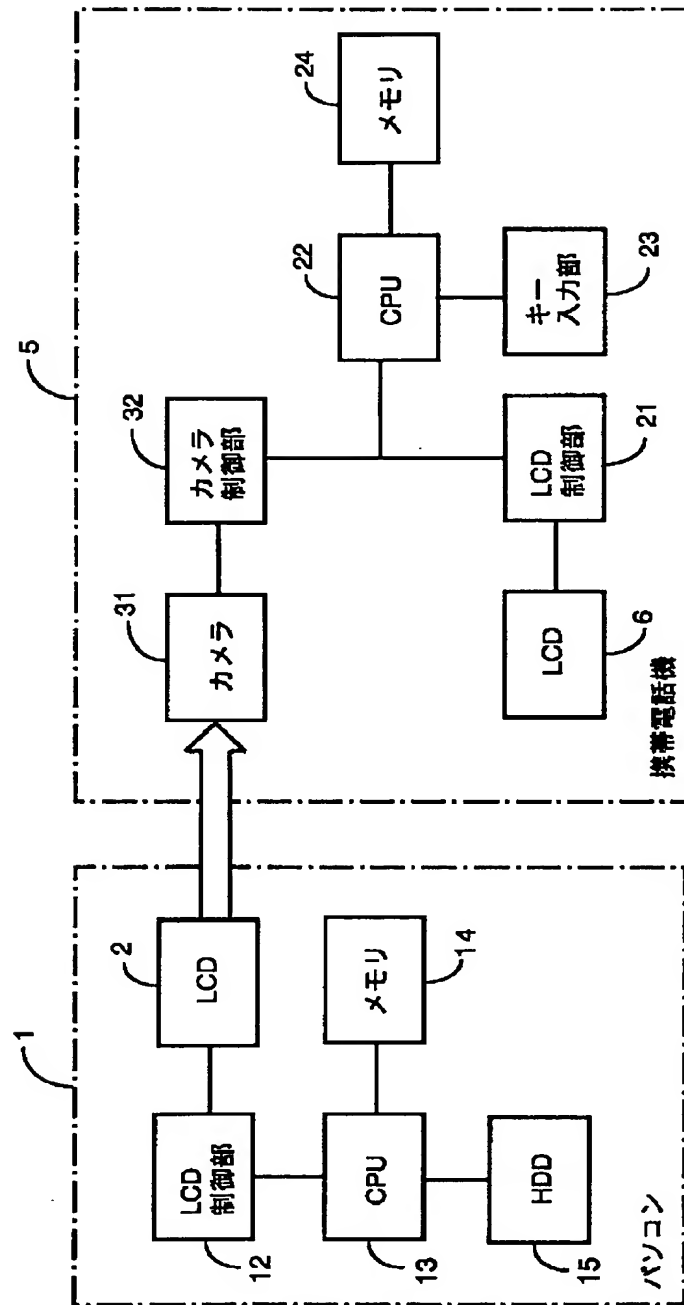 1
2
LCD
LCD
制御部
12
CPU
13
メモリ
14
HDD
15
パソコン
5
31
カメラ
32
カメラ
制御部
22
CPU
24
メモリ
キー
入力部
23
LCD
制御部
21
LCD
6
携帯電話機